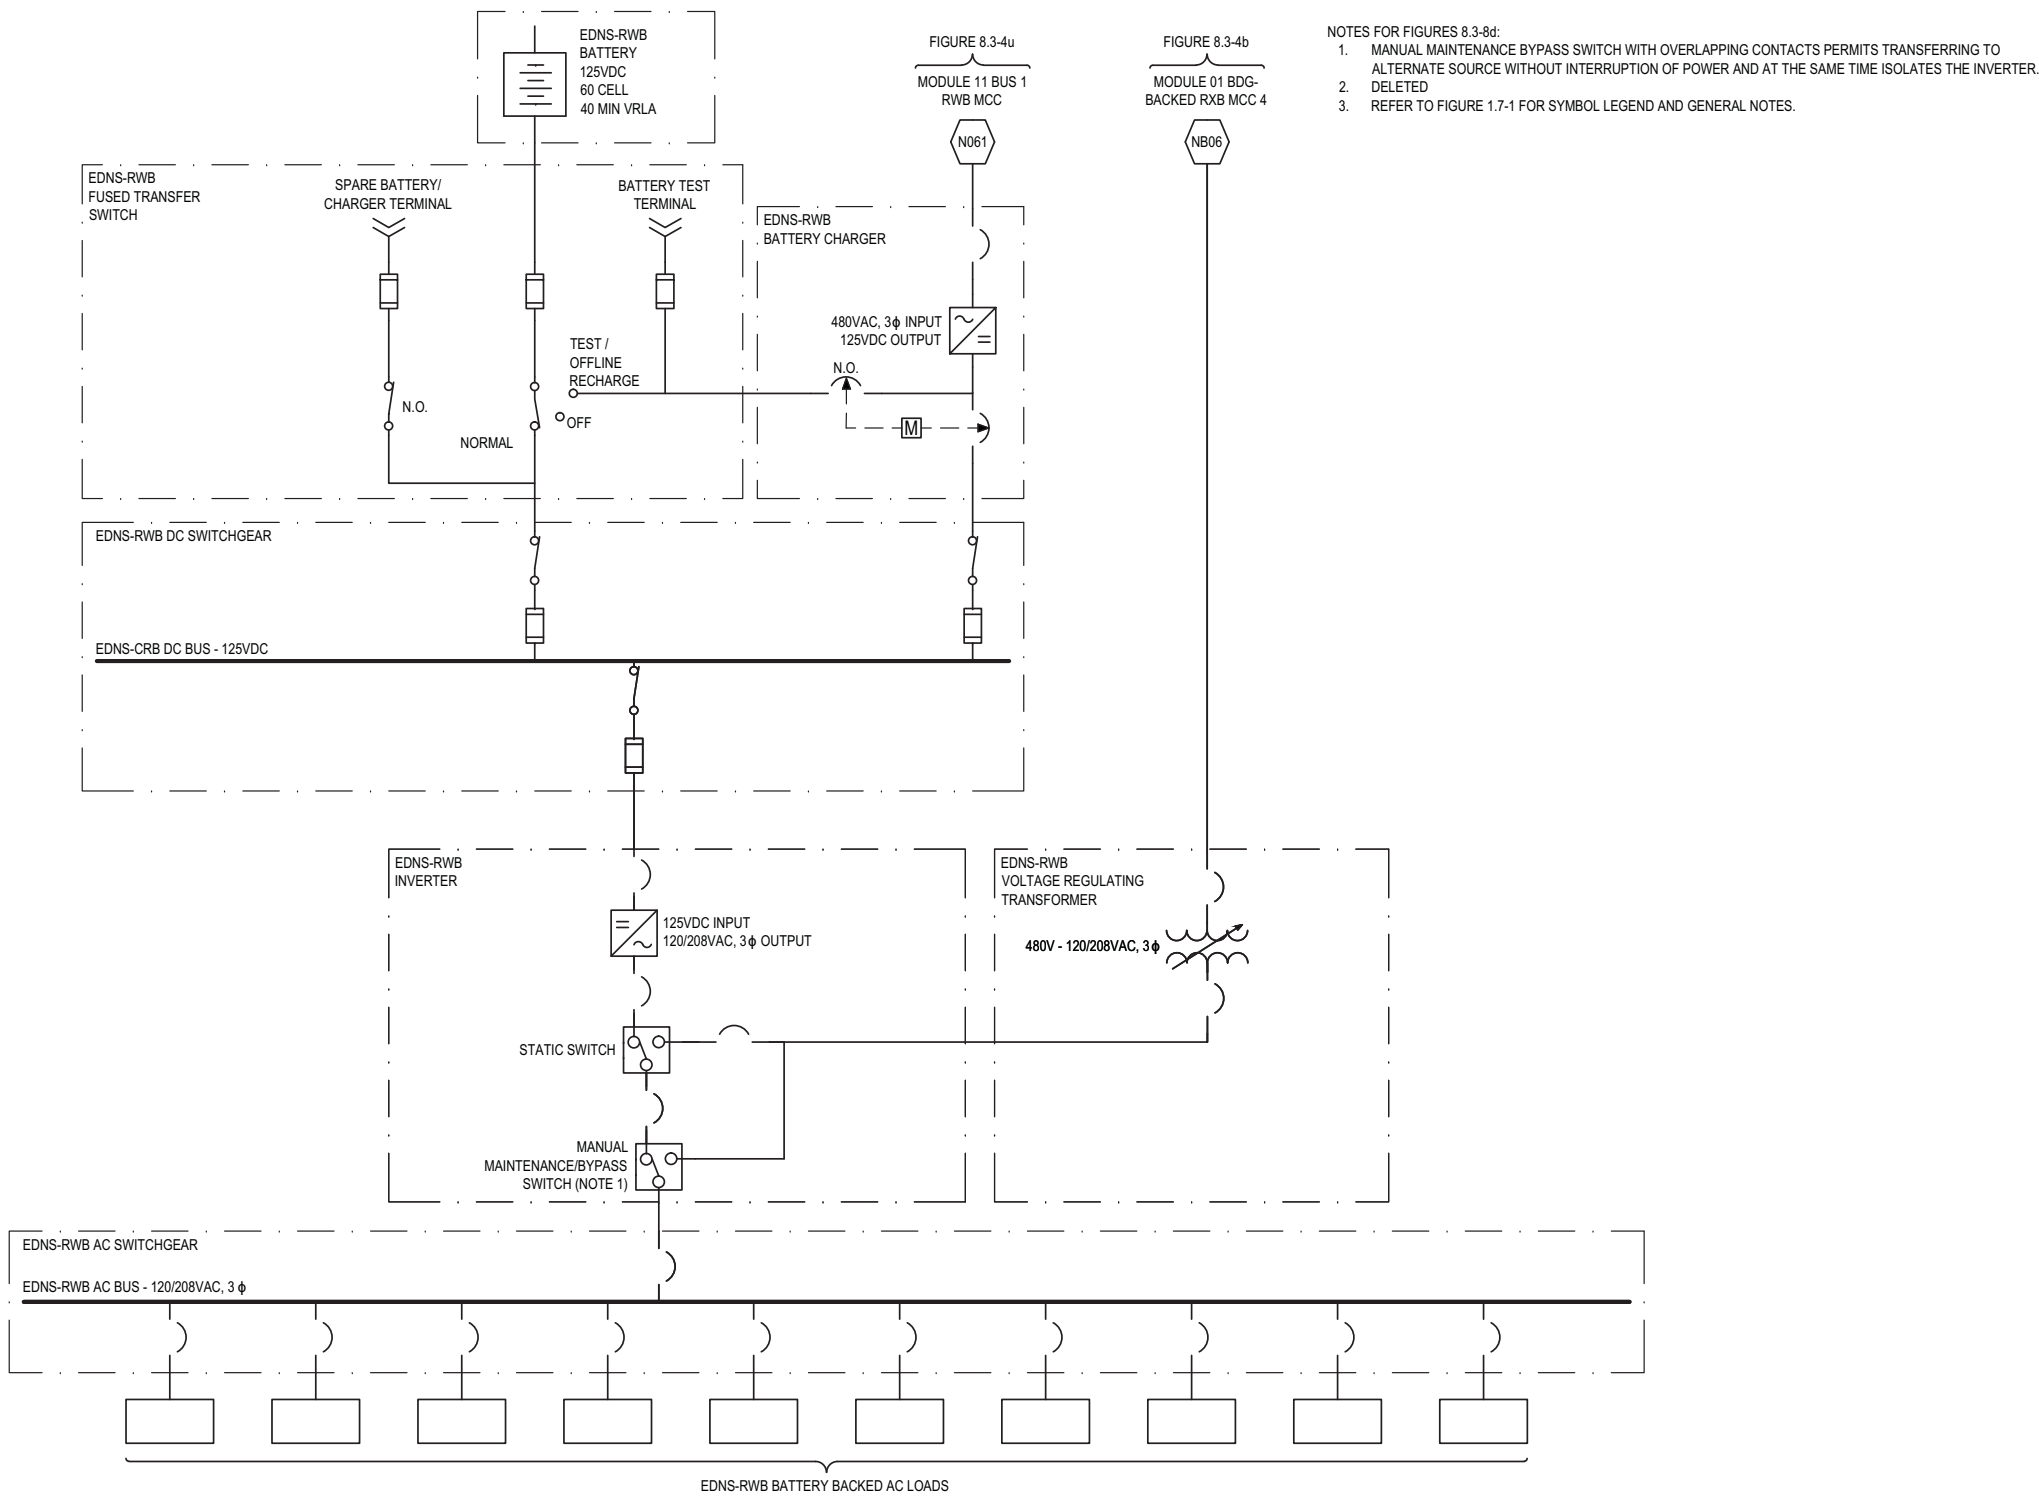 EDNS-RWB
BATTERY
125VDC
60 CELL
40 MIN VRLA
FIGURE 8.3-4u
MODULE 11 BUS 1
RWB MCC
N061
FIGURE 8.3-4b
MODULE 01 BDG-
BACKED RXB MCC 4
NB06
NOTES FOR FIGURES 8.3-8d:
1. MANUAL MAINTENANCE BYPASS SWITCH WITH OVERLAPPING CONTACTS PERMITS TRANSFERRING TO
ALTERNATE SOURCE WITHOUT INTERRUPTION OF POWER AND AT THE SAME TIME ISOLATES THE INVERTER.
2. DELETED
3. REFER TO FIGURE 1.7-1 FOR SYMBOL LEGEND AND GENERAL NOTES.
EDNS-RWB
FUSED TRANSFER
SWITCH
SPARE BATTERY/
CHARGER TERMINAL
BATTERY TEST
TERMINAL
EDNS-RWB
BATTERY CHARGER
480VAC, 3ϕ INPUT
125VDC OUTPUT
TEST /
OFFLINE
RECHARGE
N.O.
N.O.
OFF
NORMAL
M
EDNS-RWB DC SWITCHGEAR
EDNS-CRB DC BUS - 125VDC
EDNS-RWB
INVERTER
125VDC INPUT
120/208VAC, 3ϕ OUTPUT
EDNS-RWB
VOLTAGE REGULATING
TRANSFORMER
480V - 120/208VAC, 3ϕ
STATIC SWITCH
MANUAL
MAINTENANCE/BYPASS
SWITCH (NOTE 1)
EDNS-RWB AC SWITCHGEAR
EDNS-RWB AC BUS - 120/208VAC, 3 ϕ
EDNS-RWB BATTERY BACKED AC LOADS